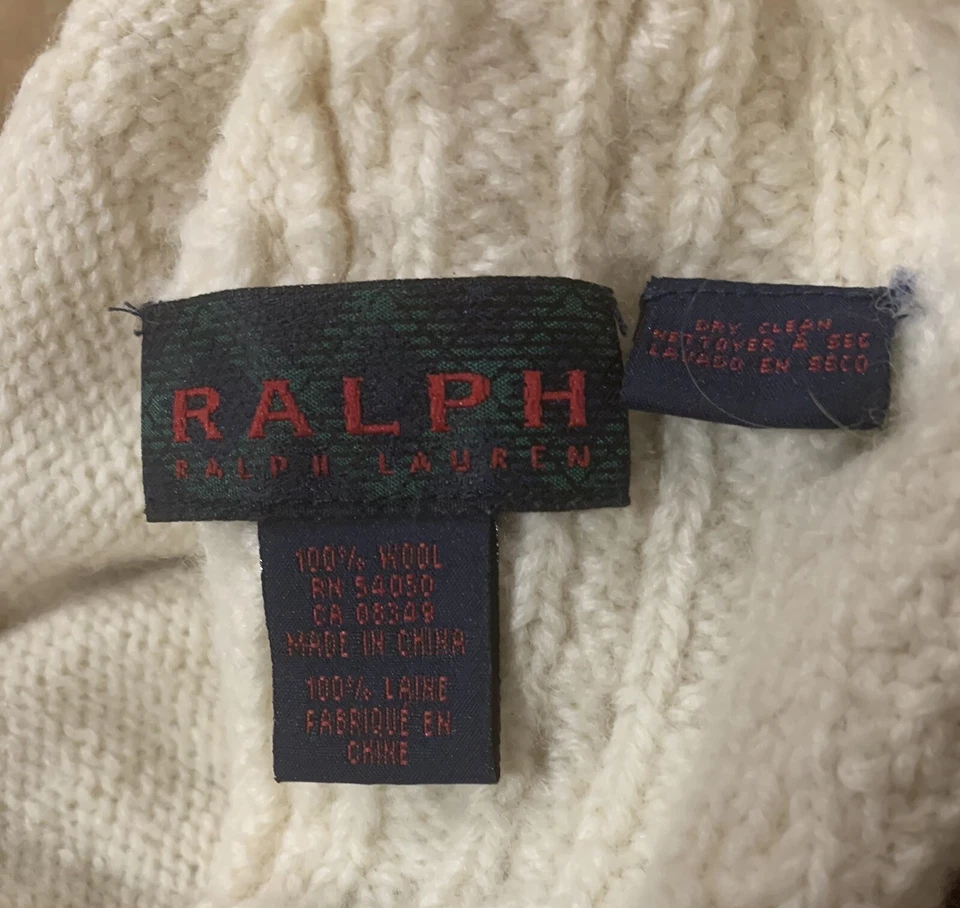 RALPH
RALPH LAUREN
DRY CLEAN
NETTOYER À SEC
LAVADO EN SECO
100% WOOL
RN 54050
CA 08349
MADE IN CHINA
100% LAINE
FABRIQUÉ EN
CHINE